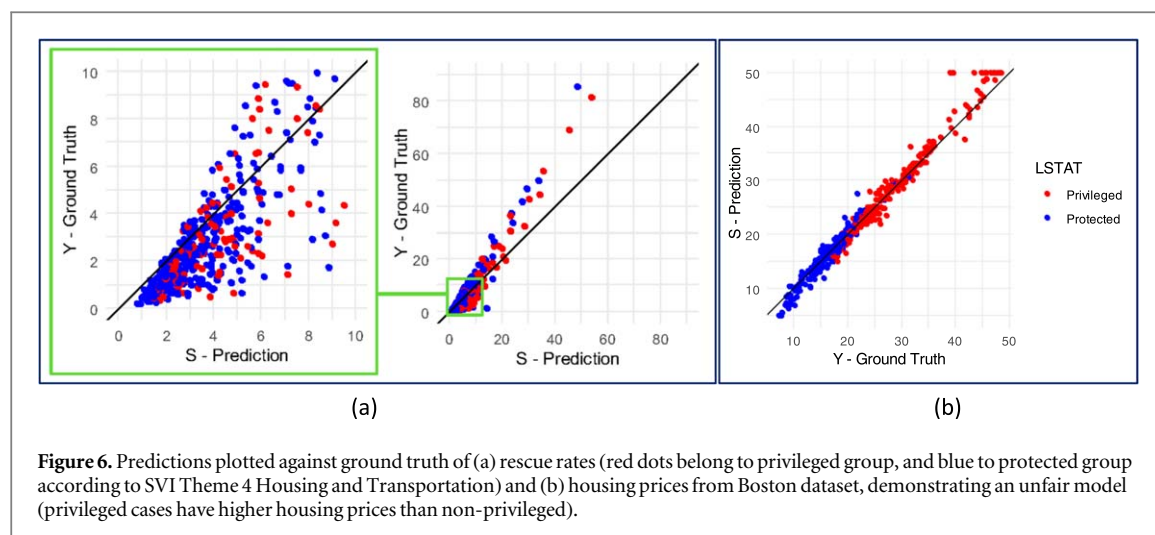 Y - Ground Truth
10
8
6
4
2
0
0 2 4 6 8 10
S - Prediction
Y - Ground Truth
80
60
40
20
0
0 20 40 60 80
S - Prediction
S - Prediction
50
40
30
20
10
10 20 30 40 50
Y - Ground Truth
LSTAT
Privileged
Protected
(a)
(b)
Figure 6. Predictions plotted against ground truth of (a) rescue rates (red dots belong to privileged group, and blue to protected group
according to SVI Theme 4 Housing and Transportation) and (b) housing prices from Boston dataset, demonstrating an unfair model
(privileged cases have higher housing prices than non-privileged).